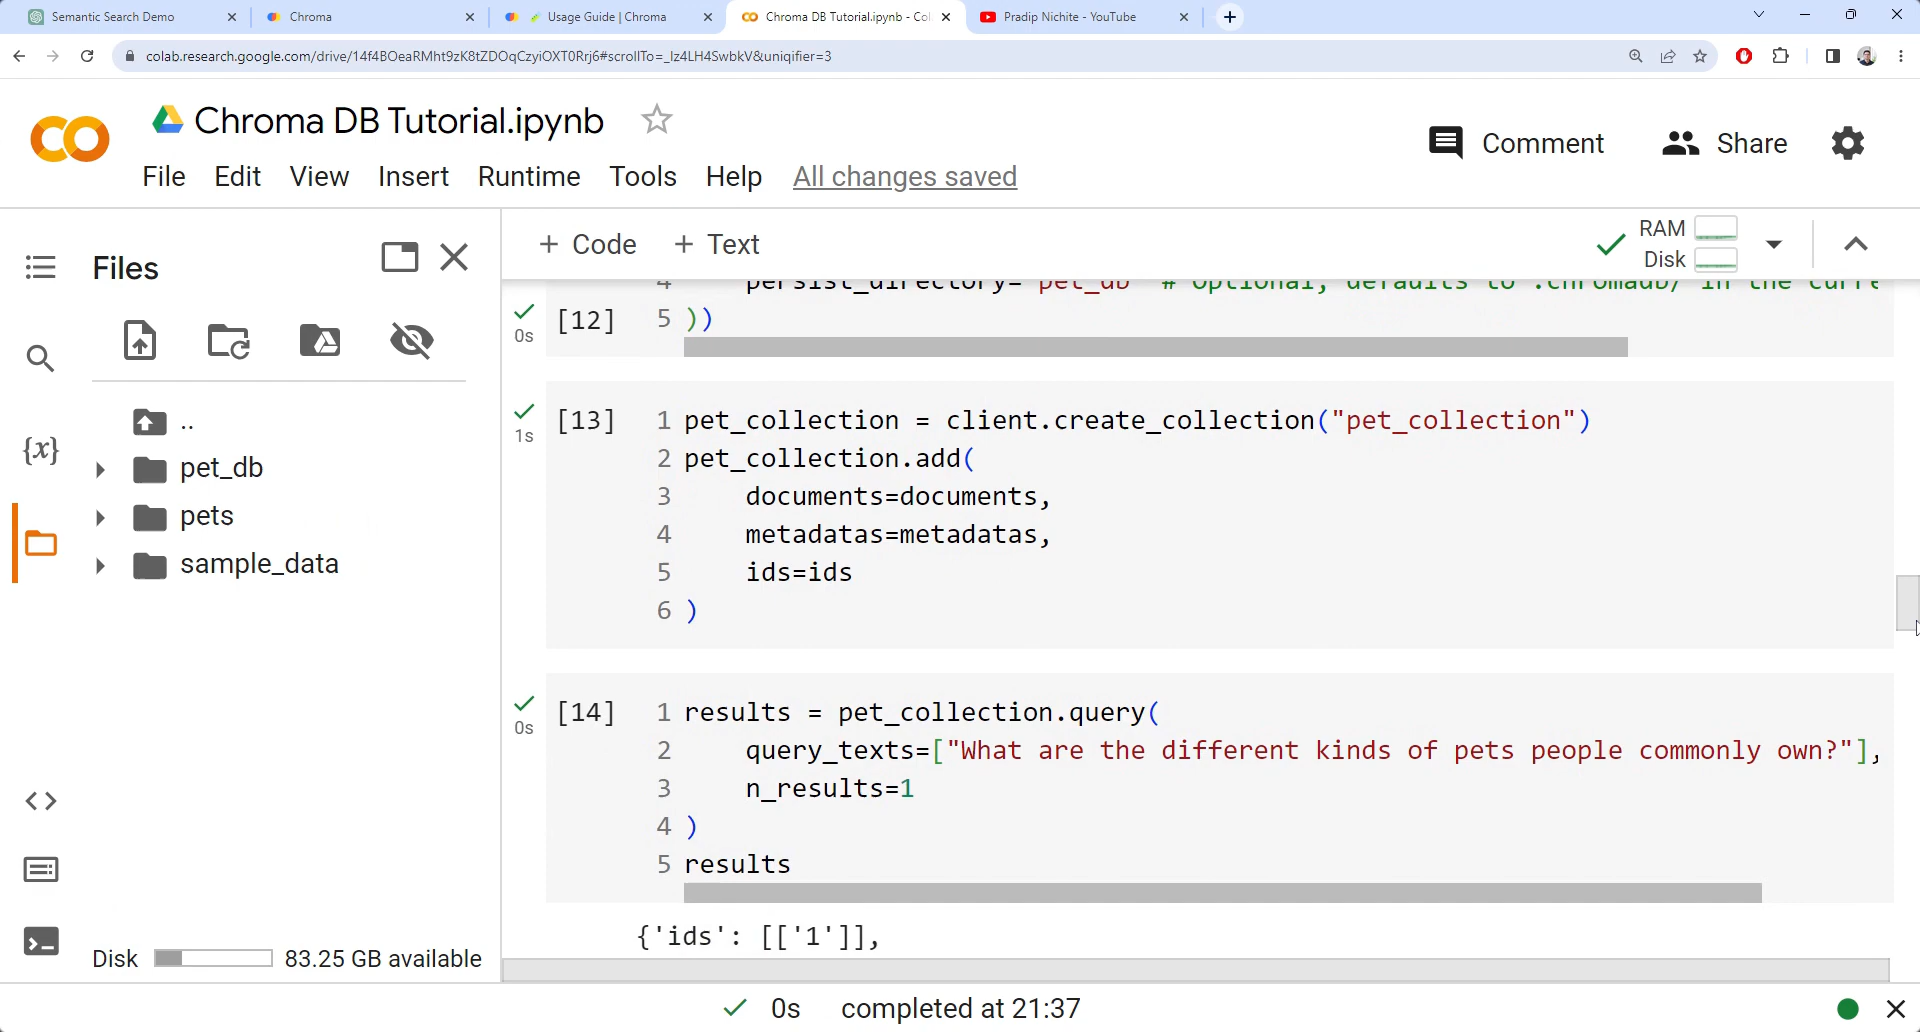 Semantic Search Demo
Chroma
Usage Guide | Chroma
Chroma DB Tutorial.ipynb - Col
Pradip Nichite - YouTube
colab.research.google.com/drive/14f4BOeaRMht9zK8tZDOqCzyiOXT0Rrj6#scrollTo=_Iz4LH4SwbkV&uniqifier=3
Chroma DB Tutorial.ipynb
Comment
Share
File Edit View Insert Runtime Tools Help All changes saved
Files
+ Code + Text
RAM
Disk
..
pet_db
pets
sample_data
{x}
Disk 83.25 GB available
4 persist_directory="pet_db" # Optional, defaults to .chromadb/ in the curre
0s [12] 5 ))
1s [13] 1 pet_collection = client.create_collection("pet_collection")
2 pet_collection.add(
3 documents=documents,
4 metadatas=metadatas,
5 ids=ids
6 )
0s [14] 1 results = pet_collection.query(
2 query_texts=["What are the different kinds of pets people commonly own?"],
3 n_results=1
4 )
5 results
{'ids': [['1']],
0s completed at 21:37